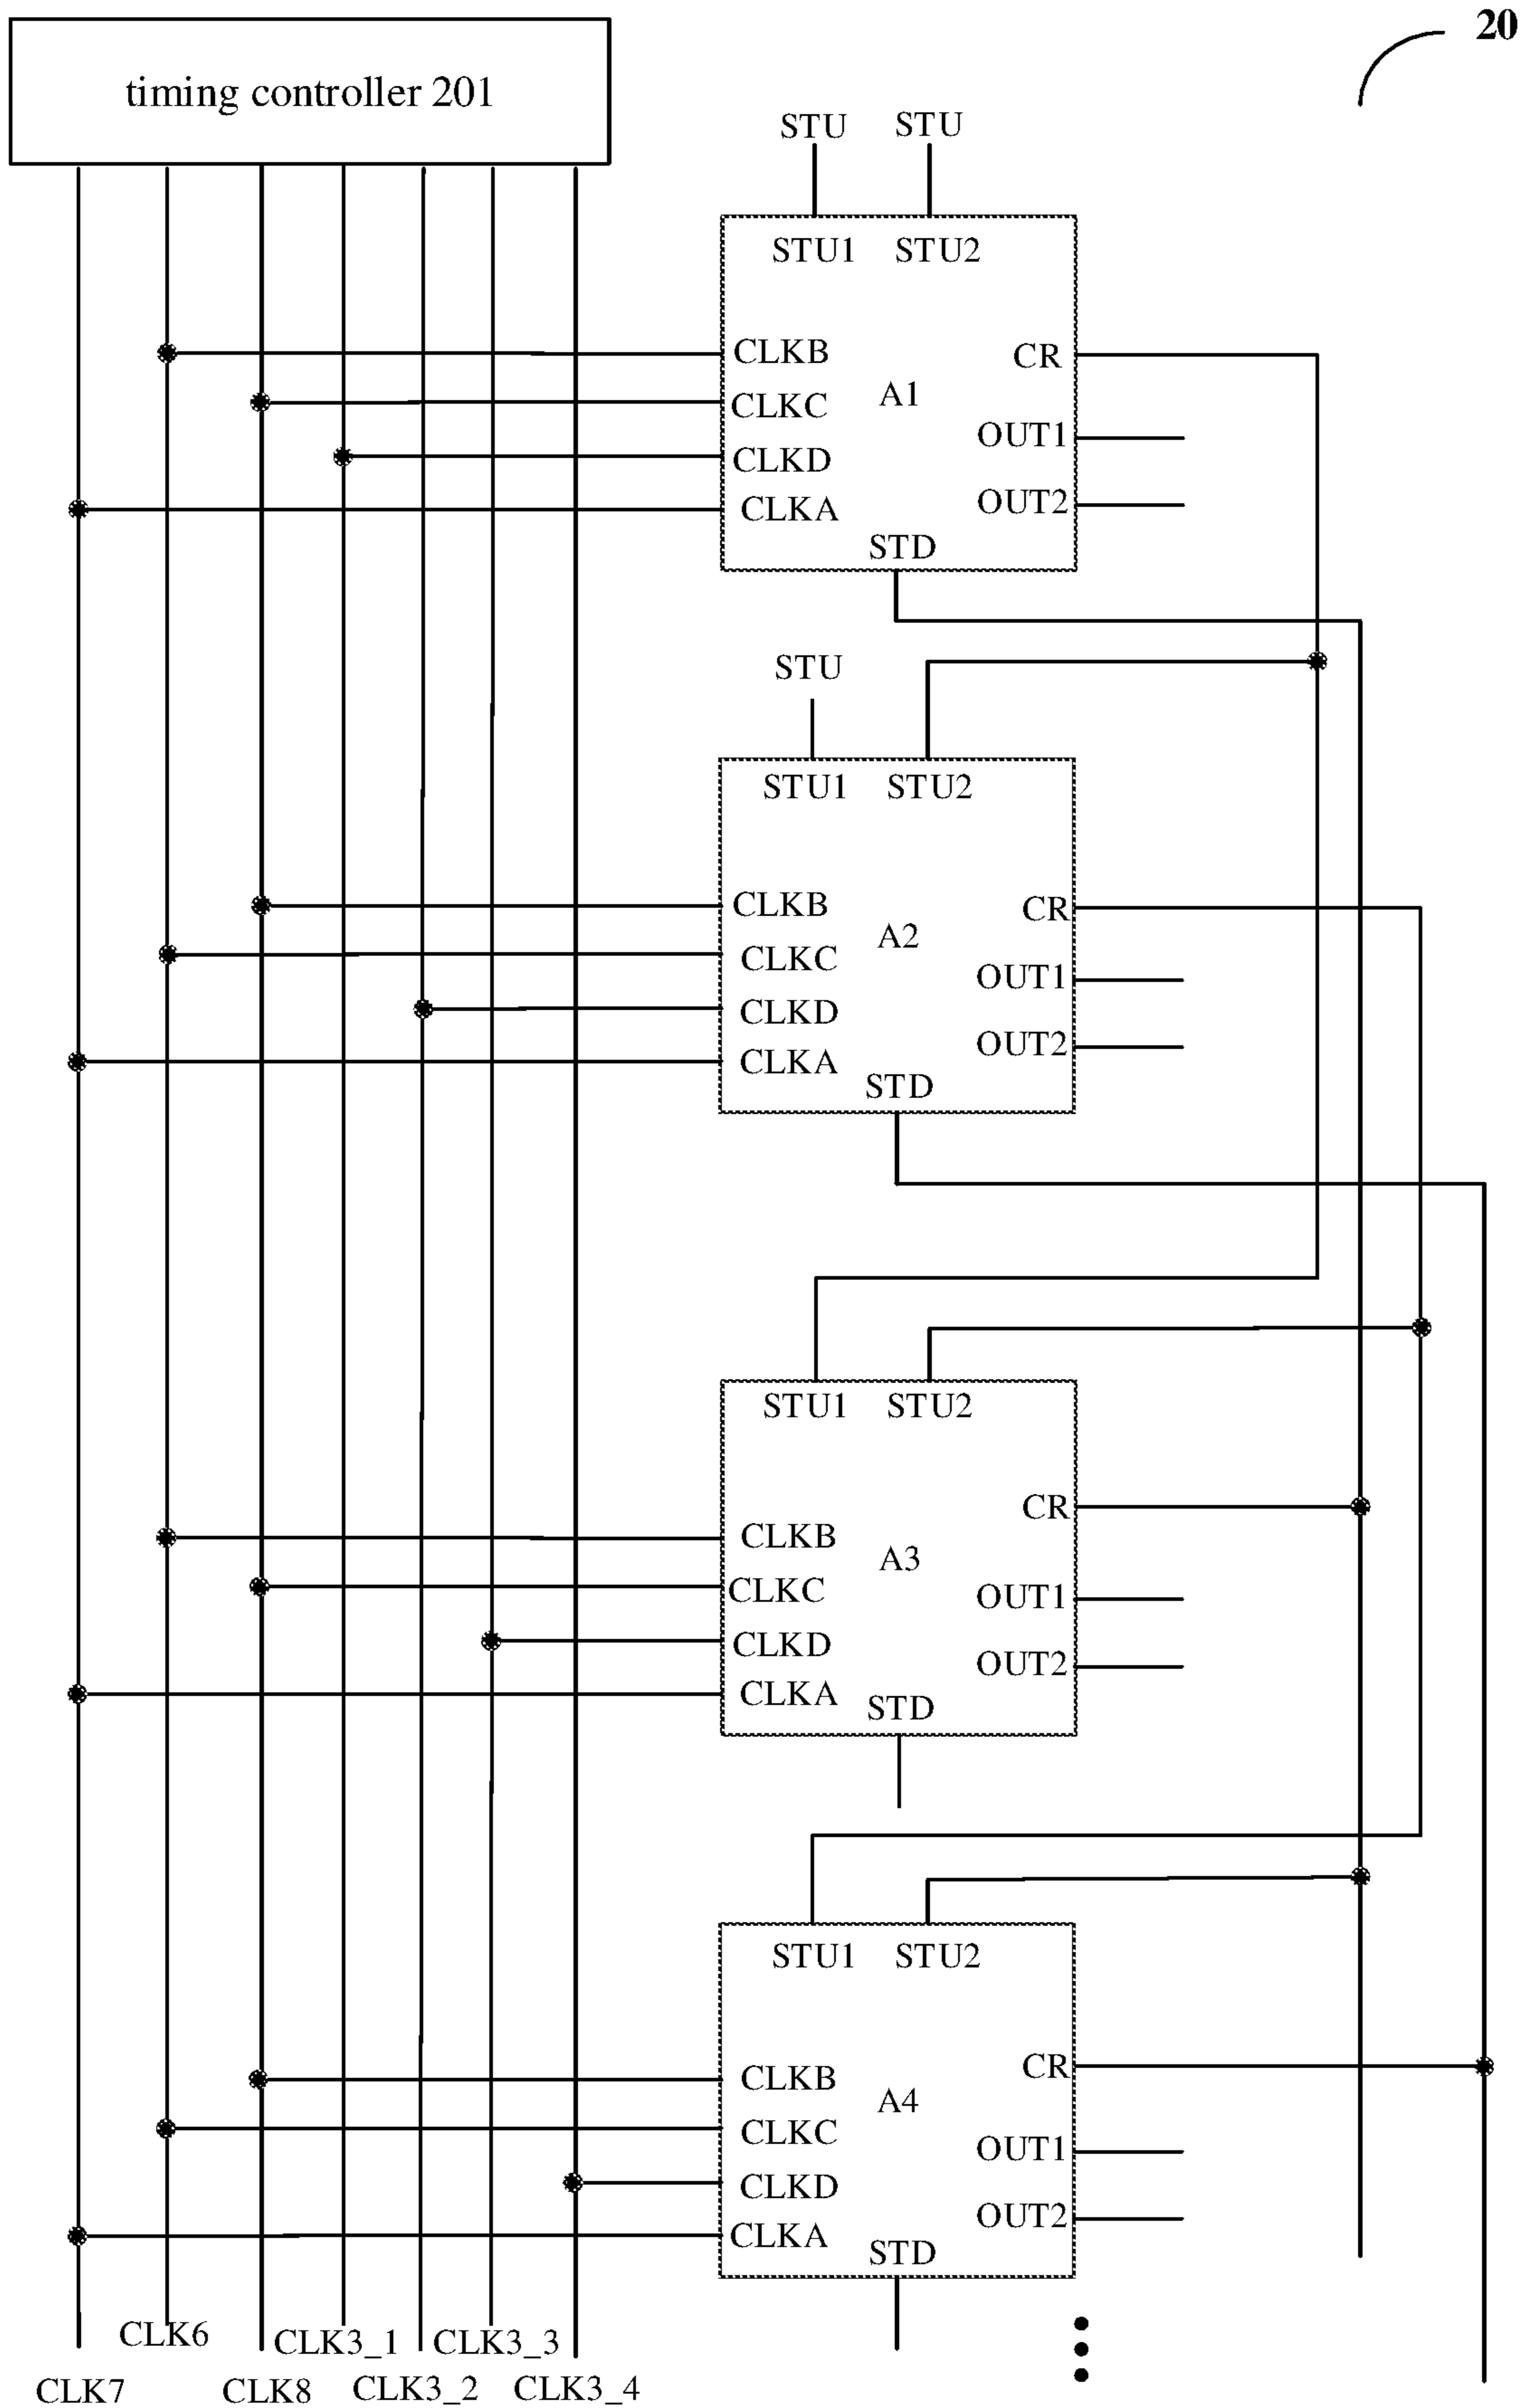 20
timing controller 201
STU STU
STU1 STU2
CLKB CR
CLKC A1
OUT1
CLKD
OUT2
CLKA
STD
STU
STU1 STU2
CLKB CR
A2
CLKC
OUT1
CLKD
OUT2
CLKA
STD
STU1 STU2
CR
CLKB
A3
CLKC OUT1
CLKD
OUT2
CLKA
STD
STU1 STU2
CR
CLKB
A4
CLKC
OUT1
CLKD
OUT2
CLKA
STD
CLK6 CLK3_1 CLK3_3
CLK7 CLK8 CLK3_2 CLK3_4